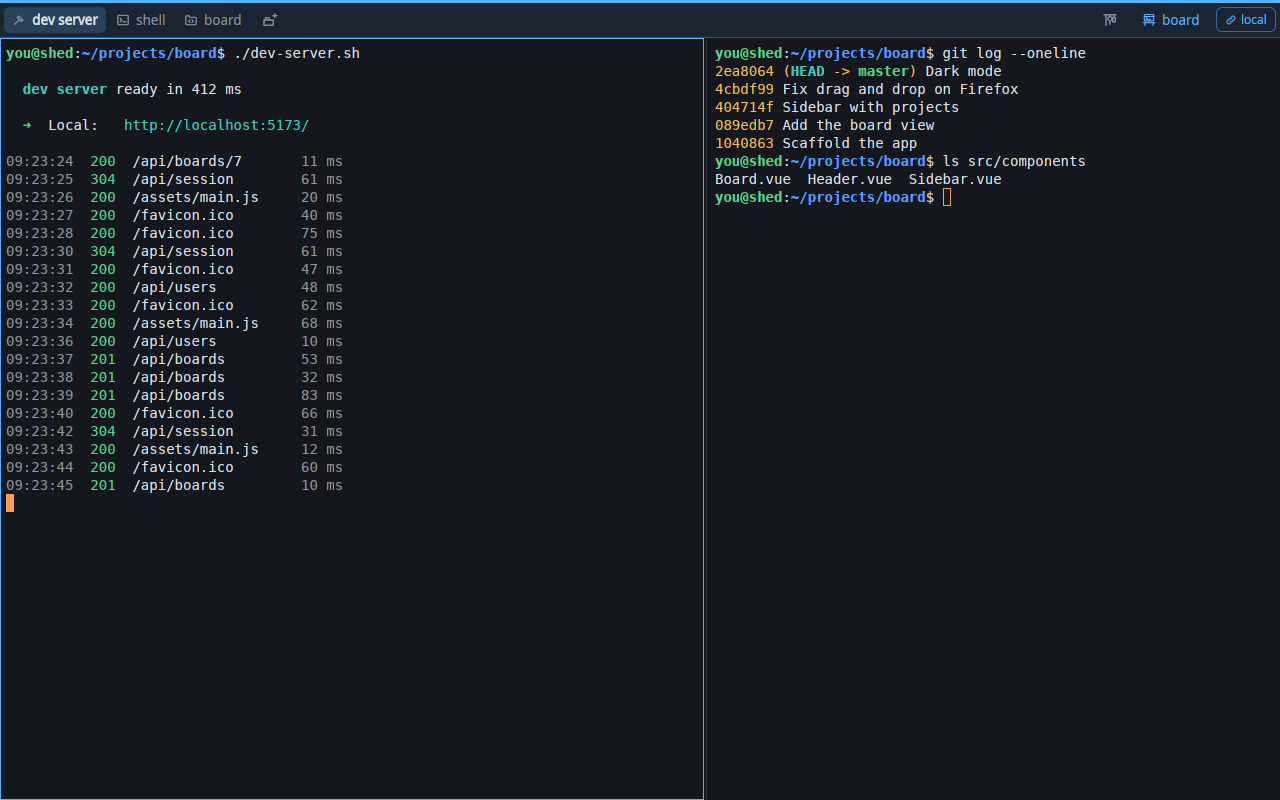 dev server shell board board local
you@shed:~/projects/board$ ./dev-server.sh
dev server ready in 412 ms
➜ Local: http://localhost:5173/
09:23:24 200 /api/boards/7 11 ms
09:23:25 304 /api/session 61 ms
09:23:26 200 /assets/main.js 20 ms
09:23:27 200 /favicon.ico 40 ms
09:23:28 200 /favicon.ico 75 ms
09:23:30 304 /api/session 61 ms
09:23:31 200 /favicon.ico 47 ms
09:23:32 200 /api/users 48 ms
09:23:33 200 /favicon.ico 62 ms
09:23:34 200 /assets/main.js 68 ms
09:23:36 200 /api/users 10 ms
09:23:37 201 /api/boards 53 ms
09:23:38 201 /api/boards 32 ms
09:23:39 201 /api/boards 83 ms
09:23:40 200 /favicon.ico 66 ms
09:23:42 304 /api/session 31 ms
09:23:43 200 /assets/main.js 12 ms
09:23:44 200 /favicon.ico 60 ms
09:23:45 201 /api/boards 10 ms
you@shed:~/projects/board$ git log --oneline
2ea8064 (HEAD -> master) Dark mode
4cbdf99 Fix drag and drop on Firefox
404714f Sidebar with projects
089edb7 Add the board view
1040863 Scaffold the app
you@shed:~/projects/board$ ls src/components
Board.vue Header.vue Sidebar.vue
you@shed:~/projects/board$